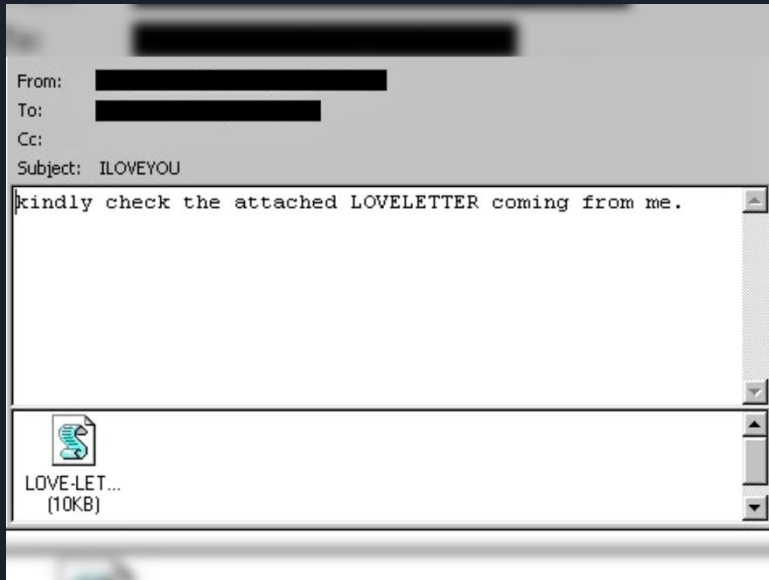 From:
To:
Cc:
Subject: ILOVEYOU
kindly check the attached LOVELETTER coming from me.
LOVE-LET...
(10KB)